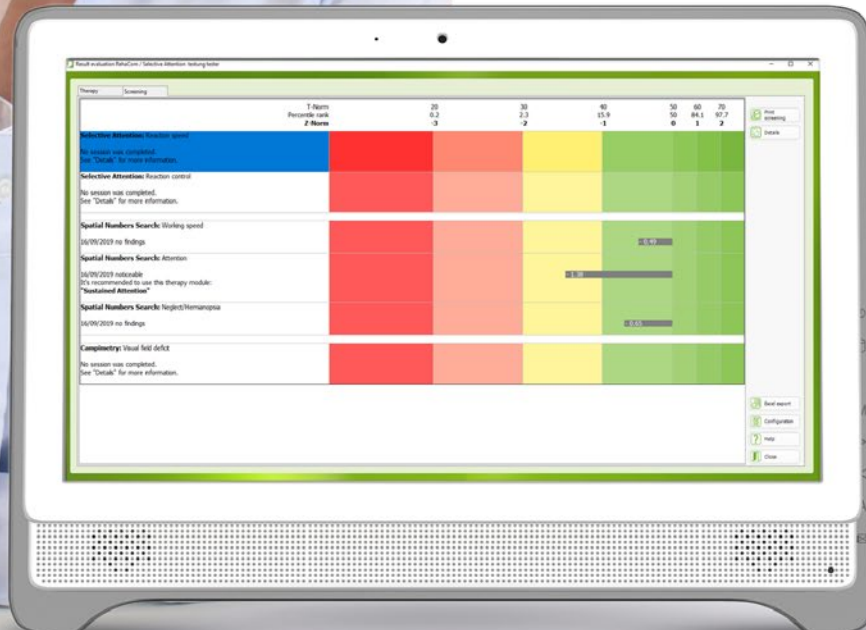 Result evaluation RehaCom / Selective Attention: testung tester
Therapy Screening
T-Norm 20 30 40 50 60 70
Percentile rank 0.2 2.3 15.9 50 84.1 97.7
Z-Norm -3 -2 -1 0 1 2
Print screening
Details
Selective Attention: Reaction speed
No session was completed.
See "Details" for more information.
Selective Attention: Reaction control
No session was completed.
See "Details" for more information.
Spatial Numbers Search: Working speed
16/09/2019 no findings -0.49
Spatial Numbers Search: Attention
16/09/2019 noticeable -1.38
It's recommended to use this therapy module:
"Sustained Attention"
Spatial Numbers Search: Neglect/Hemianopsia
16/09/2019 no findings -0.65
Campimetry: Visual field deficit
No session was completed.
See "Details" for more information.
Excel export
Configuration
Help
Close